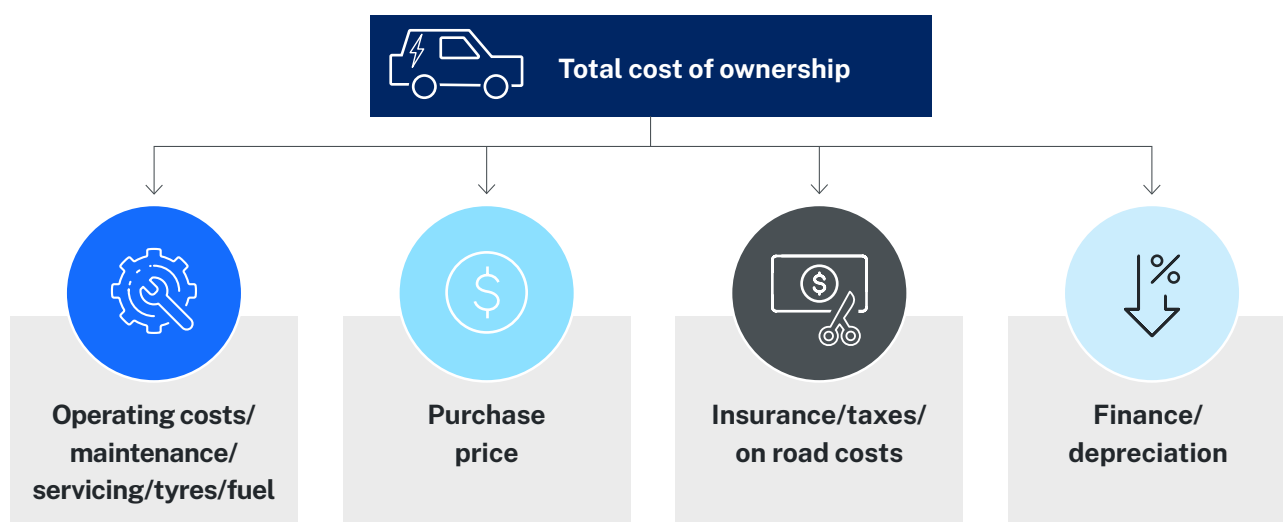 Total cost of ownership
Operating costs/
maintenance/
servicing/tyres/fuel
$
Purchase
price
$
Insurance/taxes/
on road costs
%
Finance/
depreciation